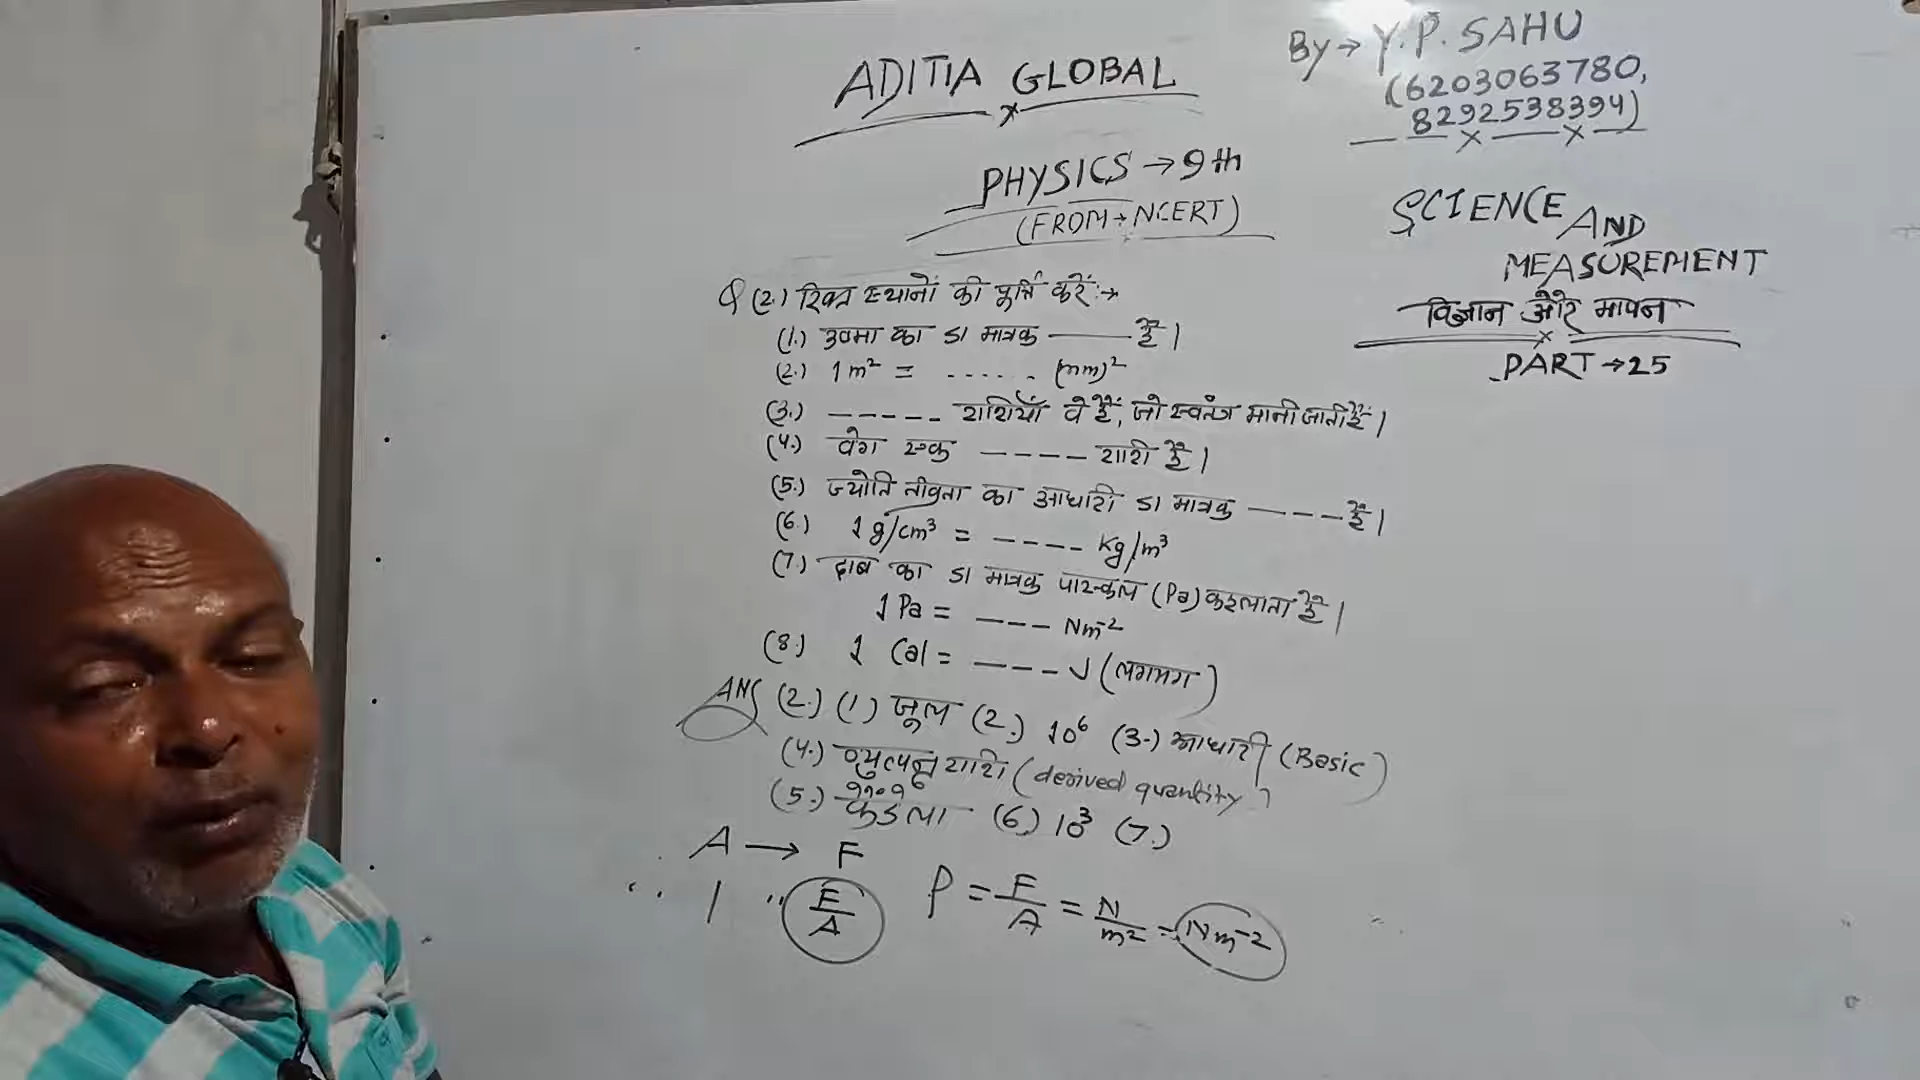 ADITIA GLOBAL
By → Y.P. SAHU
(6203063780,
8292538394)
PHYSICS → 9th
(FROM → NCERT)
SCIENCE AND
MEASUREMENT
विज्ञान और मापन
PART → 25
Q (2.) रिक्त स्थानों की पूर्ति करें :→
(1.) उष्मा का SI मात्रक ——— है।
(2.) 1 m² = ...... (mm)²
(3.) ------ राशियाँ वे हैं, जो स्वतंत्र मानी जाती हैं।
(4.) वेग एक ----- राशि है।
(5.) ज्योति तीव्रता का आधारी SI मात्रक ---- है।
(6.) 1 g/cm³ = ----- Kg/m³
(7.) दाब का SI मात्रक पास्कल (Pa) कहलाता है।
1 Pa = --- Nm⁻²
(8.) 1 Cal = ---- J (लगभग)
ANS (2.) (1) जूल (2.) 10⁶ (3.) आधारी (Basic)
(4.) व्युत्पन्न राशि (derived quantity)
(5.) कैंडेला (6.) 10³ (7.)
A → F
∵ 1 " F/A P = F/A = N/m² = Nm⁻²